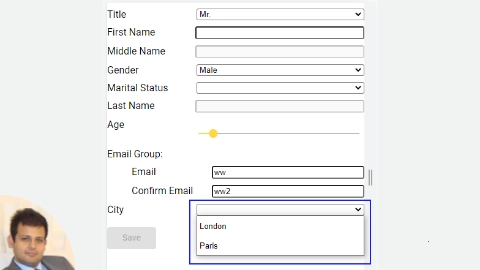 Title Mr.
First Name
Middle Name
Gender Male
Marital Status
Last Name
Age
Email Group:
Email ww
Confirm Email ww2
City
London
Save
Paris